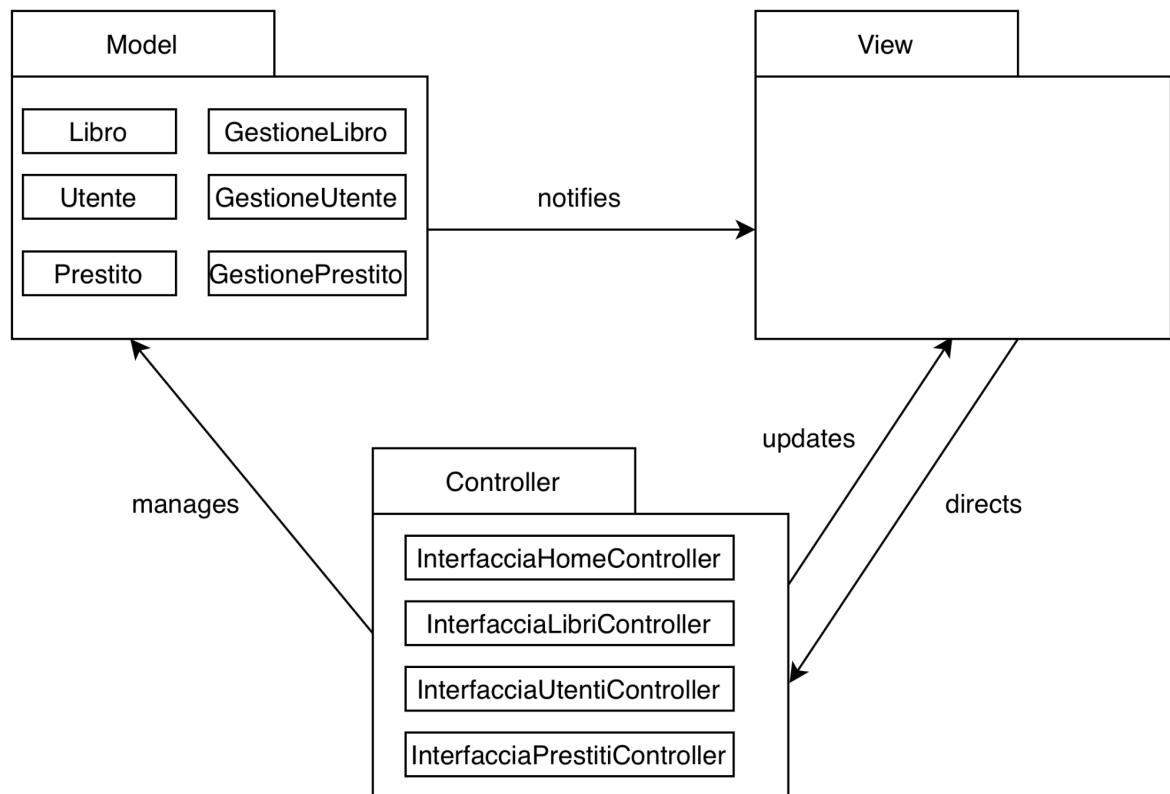 Model
View
Libro
GestioneLibro
Utente
GestioneUtente
Prestito
GestionePrestito
notifies
updates
manages
directs
Controller
InterfacciaHomeController
InterfacciaLibriController
InterfacciaUtentiController
InterfacciaPrestitiController